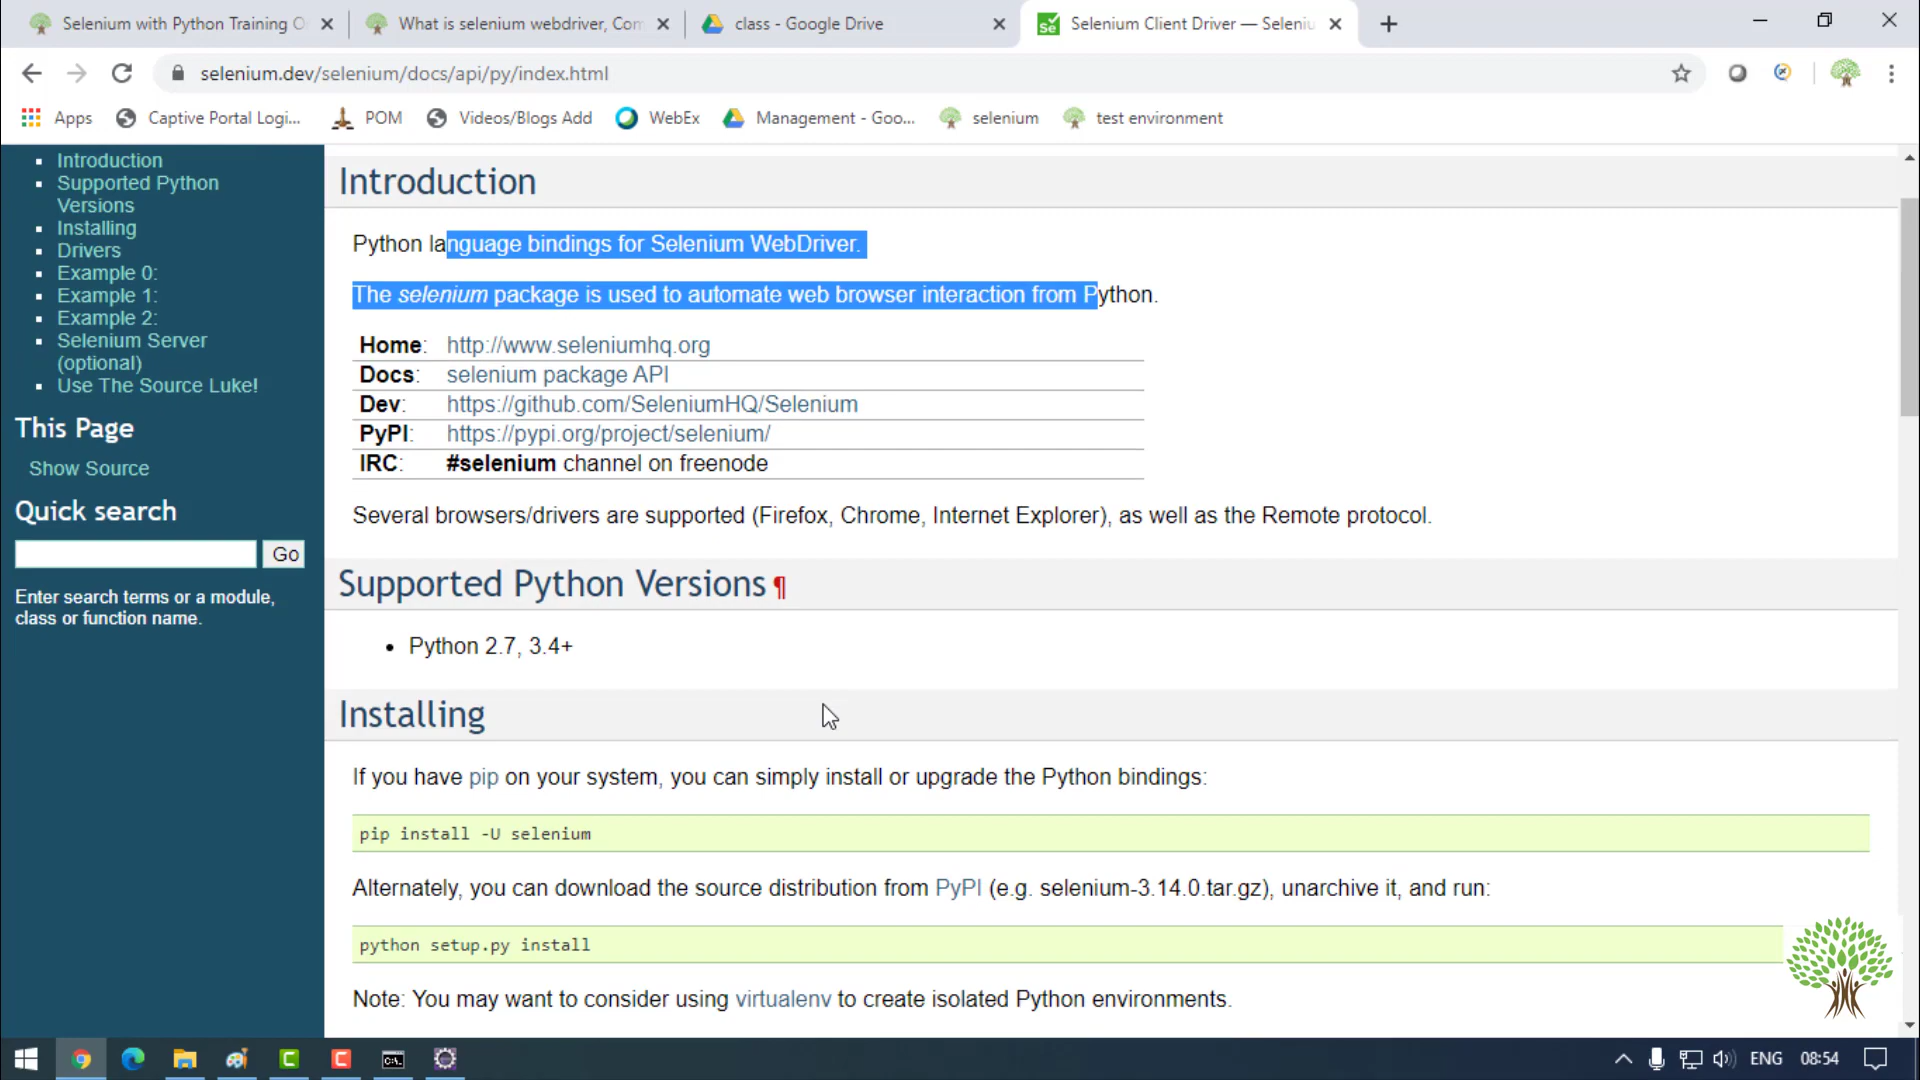 Selenium with Python Training O
What is selenium webdriver, Com
class - Google Drive
Selenium Client Driver — Seleniu
selenium.dev/selenium/docs/api/py/index.html
Apps
Captive Portal Logi...
POM
Videos/Blogs Add
WebEx
Management - Goo...
selenium
test environment
Introduction
Supported Python
Versions
Installing
Drivers
Example 0:
Example 1:
Example 2:
Selenium Server
(optional)
Use The Source Luke!
This Page
Show Source
Quick search
Go
Enter search terms or a module,
class or function name.
Introduction
Python language bindings for Selenium WebDriver.
The selenium package is used to automate web browser interaction from Python.
Home: http://www.seleniumhq.org
Docs: selenium package API
Dev: https://github.com/SeleniumHQ/Selenium
PyPI: https://pypi.org/project/selenium/
IRC: #selenium channel on freenode
Several browsers/drivers are supported (Firefox, Chrome, Internet Explorer), as well as the Remote protocol.
Supported Python Versions ¶
• Python 2.7, 3.4+
Installing
If you have pip on your system, you can simply install or upgrade the Python bindings:
pip install -U selenium
Alternately, you can download the source distribution from PyPI (e.g. selenium-3.14.0.tar.gz), unarchive it, and run:
python setup.py install
Note: You may want to consider using virtualenv to create isolated Python environments.
ENG
08:54